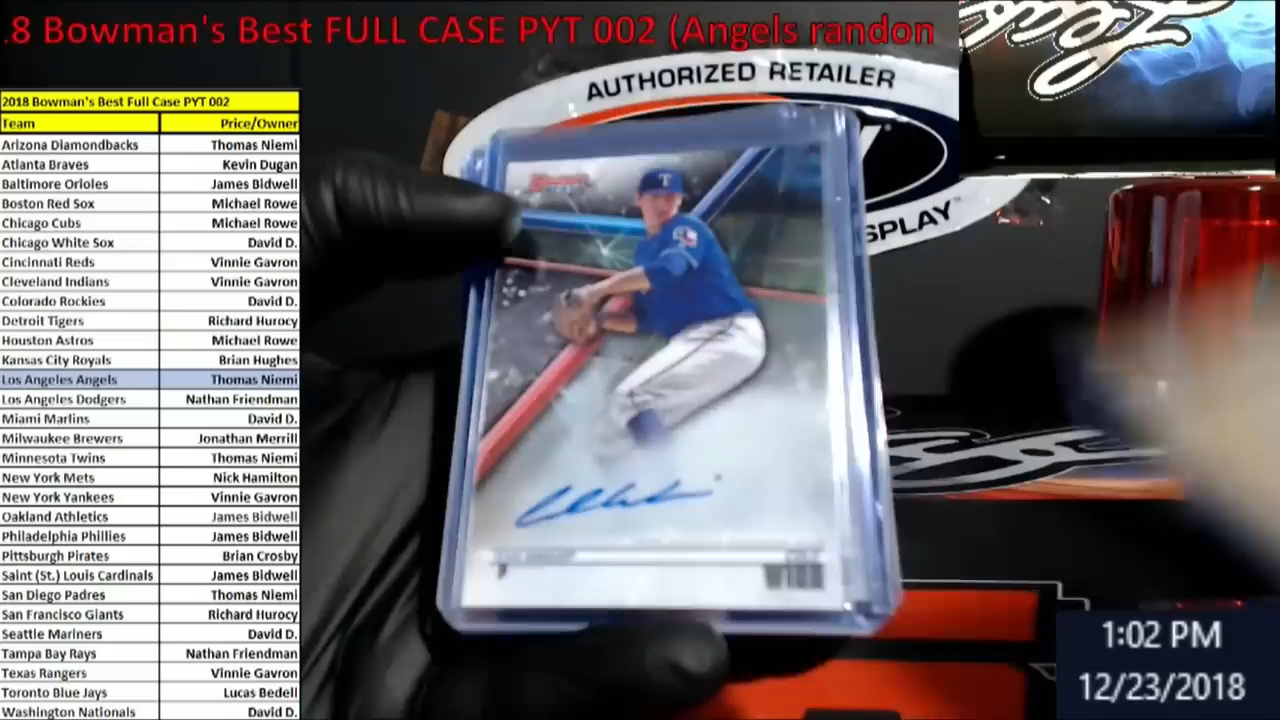 .8 Bowman's Best FULL CASE PYT 002 (Angels randon
2018 Bowman's Best Full Case PYT 002
Team Price/Owner
Arizona Diamondbacks Thomas Niemi
Atlanta Braves Kevin Dugan
Baltimore Orioles James Bidwell
Boston Red Sox Michael Rowe
Chicago Cubs Michael Rowe
Chicago White Sox David D.
Cincinnati Reds Vinnie Gavron
Cleveland Indians Vinnie Gavron
Colorado Rockies David D.
Detroit Tigers Richard Hurocy
Houston Astros Michael Rowe
Kansas City Royals Brian Hughes
Los Angeles Angels Thomas Niemi
Los Angeles Dodgers Nathan Friendman
Miami Marlins David D.
Milwaukee Brewers Jonathan Merrill
Minnesota Twins Thomas Niemi
New York Mets Nick Hamilton
New York Yankees Vinnie Gavron
Oakland Athletics James Bidwell
Philadelphia Phillies James Bidwell
Pittsburgh Pirates Brian Crosby
Saint (St.) Louis Cardinals James Bidwell
San Diego Padres Thomas Niemi
San Francisco Giants Richard Hurocy
Seattle Mariners David D.
Tampa Bay Rays Nathan Friendman
Texas Rangers Vinnie Gavron
Toronto Blue Jays Lucas Bedell
Washington Nationals David D.
AUTHORIZED RETAILER
SPLAY
T
Leaf
1:02 PM
12/23/2018